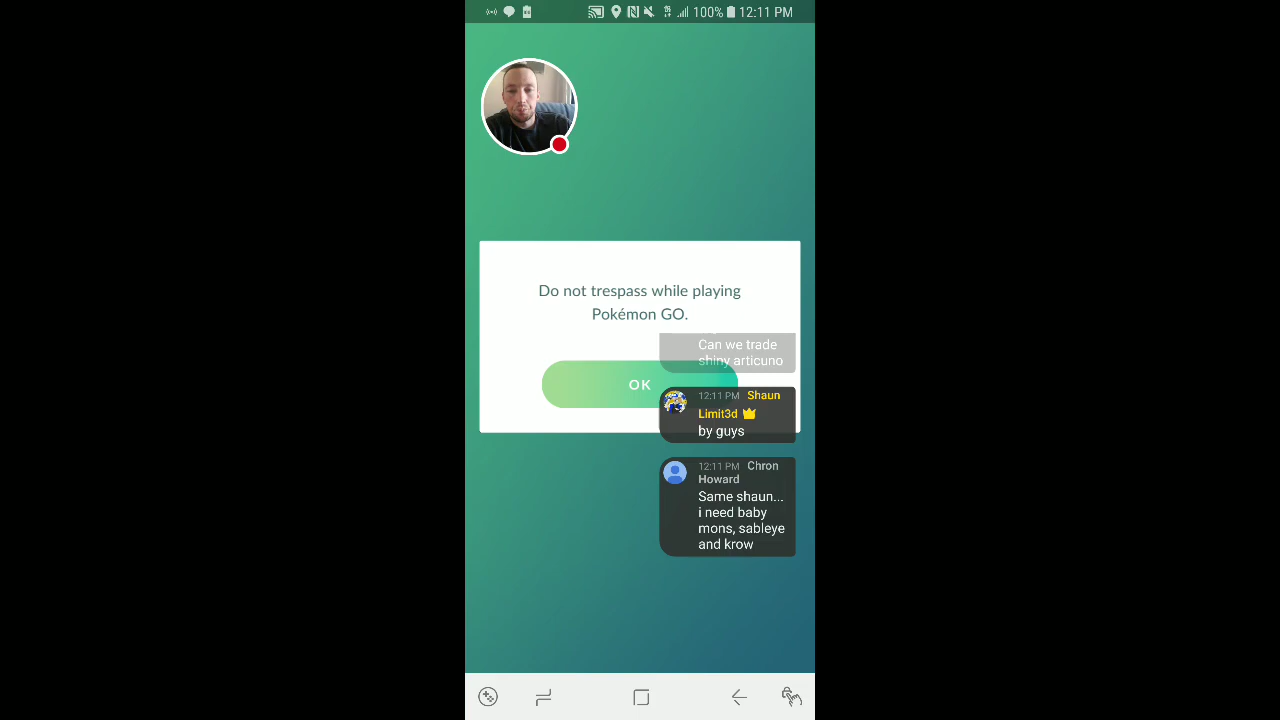 100% 12:11 PM
Do not trespass while playing
Pokémon GO.
OK
Can we trade
shiny articuno
12:11 PM Shaun
Limit3d
by guys
12:11 PM Chron
Howard
Same shaun...
i need baby
mons, sableye
and krow